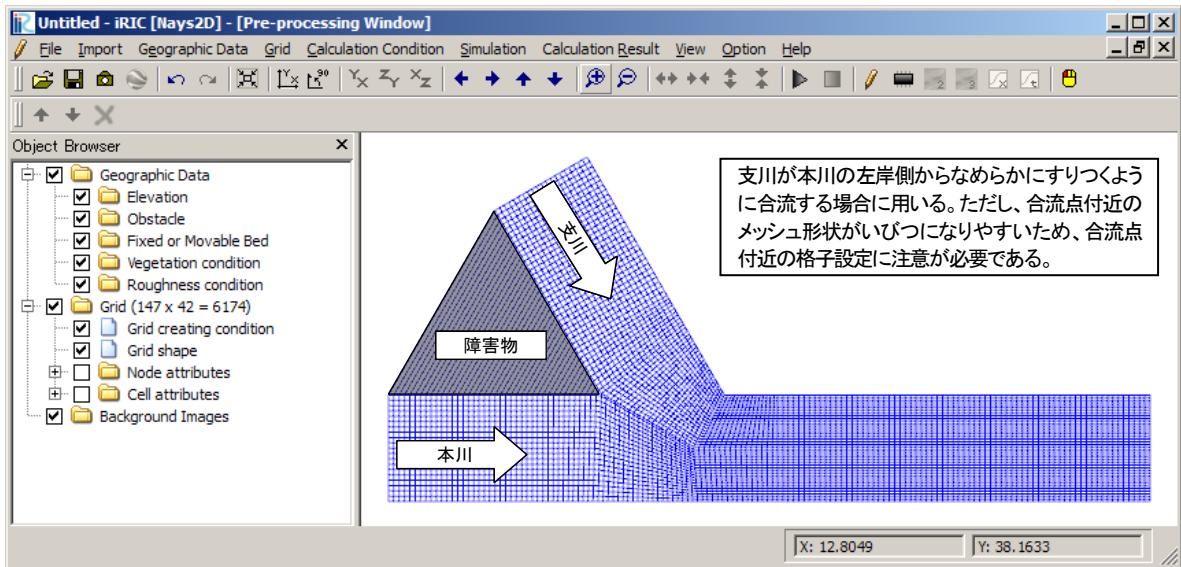 Untitled - iRIC [Nays2D] - [Pre-processing Window]
File Import Geographic Data Grid Calculation Condition Simulation Calculation Result View Option Help
Object Browser
Geographic Data
Elevation
Obstacle
Fixed or Movable Bed
Vegetation condition
Roughness condition
Grid (147 x 42 = 6174)
Grid creating condition
Grid shape
Node attributes
Cell attributes
Background Images
支川
障害物
本川
支川が本川の左岸側からなめらかにすりつくよう
に合流する場合に用いる。ただし、合流点付近の
メッシュ形状がいびつになりやすいため、合流点
付近の格子設定に注意が必要である。
X: 12.8049
Y: 38.1633